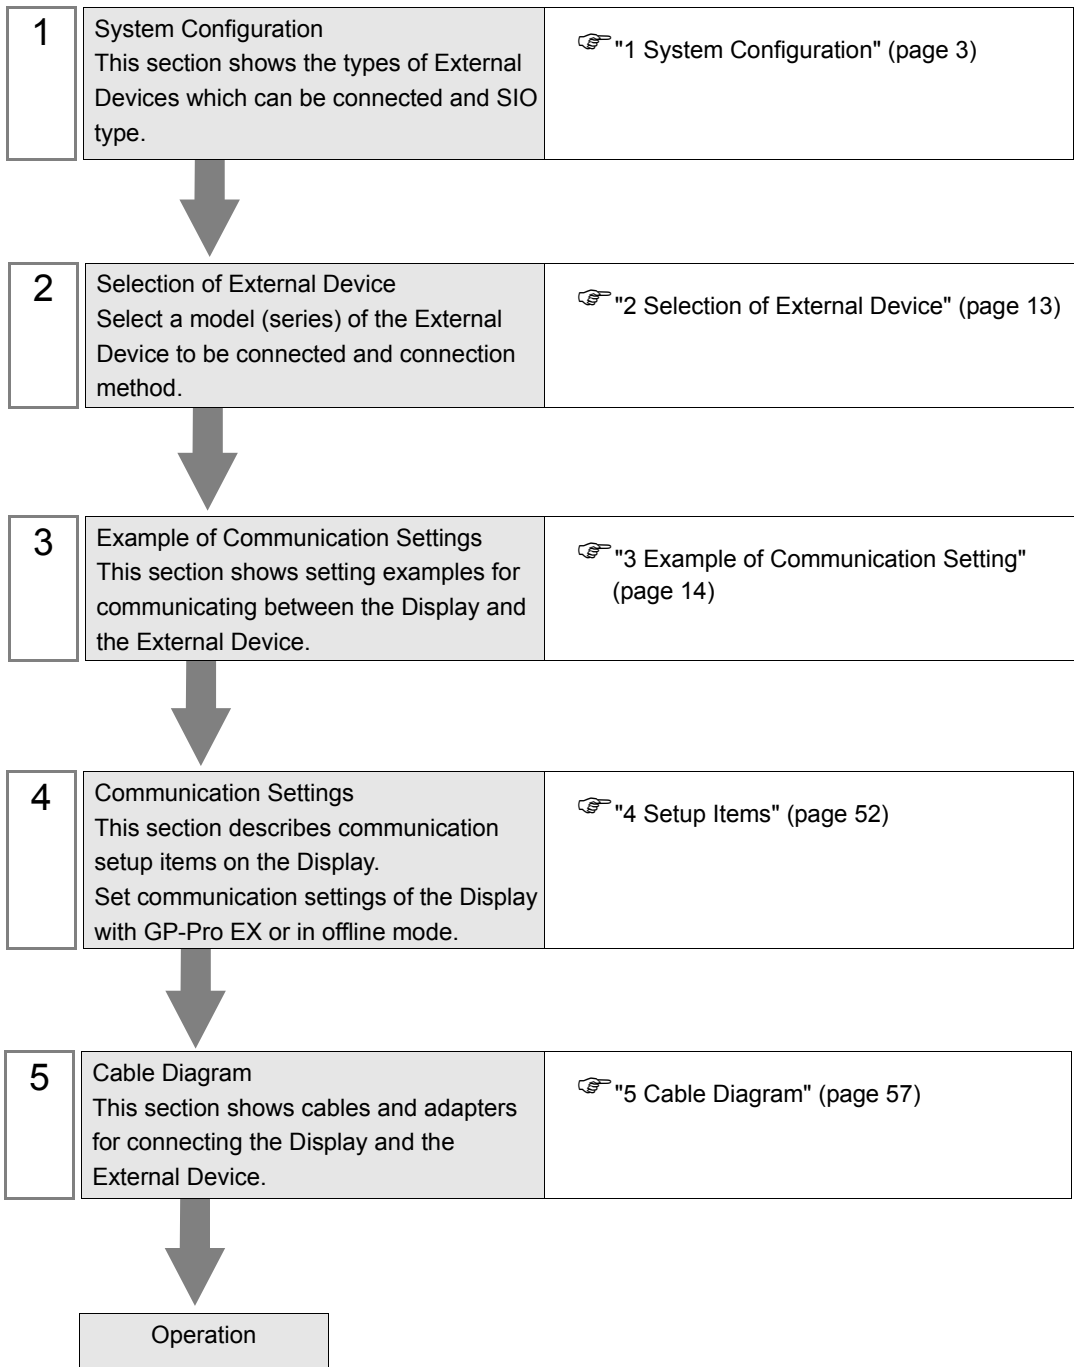 1
System Configuration
This section shows the types of External
Devices which can be connected and SIO
type.
"1 System Configuration" (page 3)
2
Selection of External Device
Select a model (series) of the External
Device to be connected and connection
method.
"2 Selection of External Device" (page 13)
3
Example of Communication Settings
This section shows setting examples for
communicating between the Display and
the External Device.
"3 Example of Communication Setting"
(page 14)
4
Communication Settings
This section describes communication
setup items on the Display.
Set communication settings of the Display
with GP-Pro EX or in offline mode.
"4 Setup Items" (page 52)
5
Cable Diagram
This section shows cables and adapters
for connecting the Display and the
External Device.
"5 Cable Diagram" (page 57)
Operation